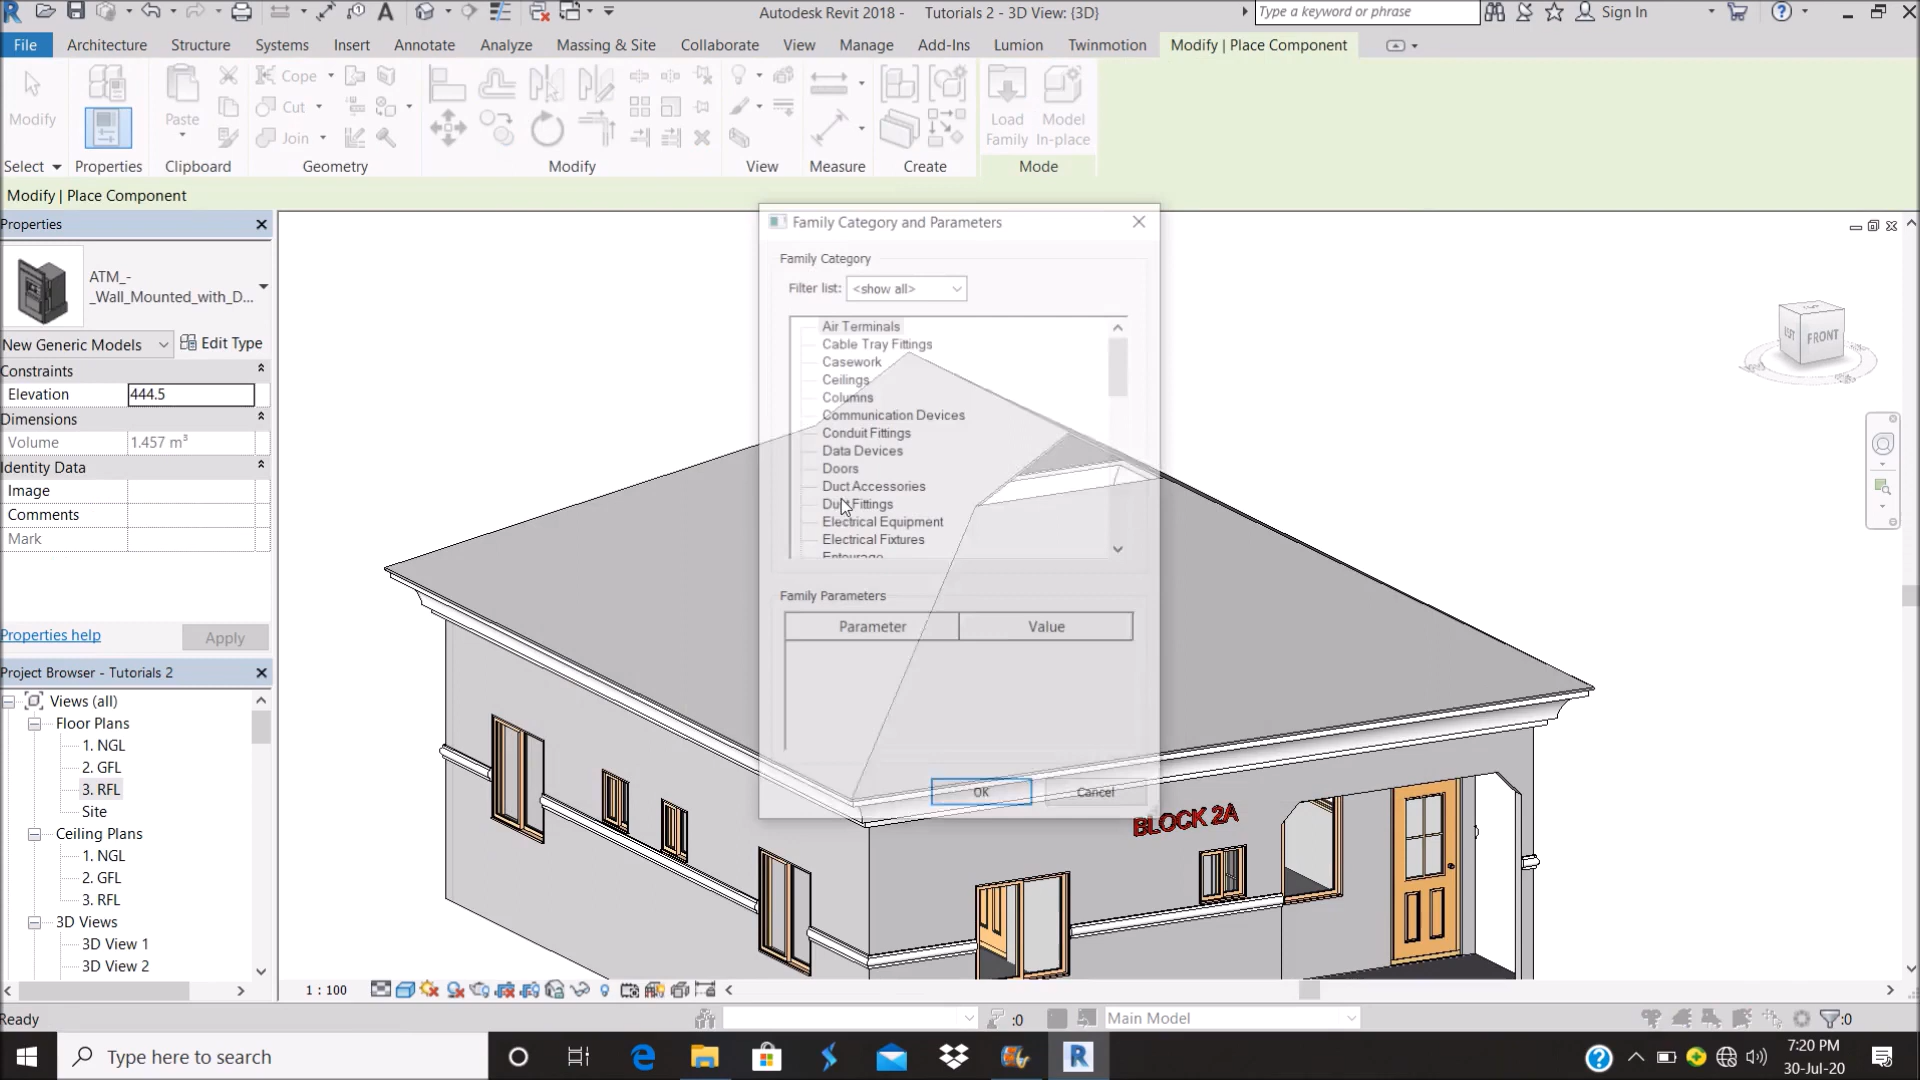 Autodesk Revit 2018 - Tutorials 2 - 3D View: {3D}
Type a keyword or phrase
Sign In
File Architecture Structure Systems Insert Annotate Analyze Massing & Site Collaborate View Manage Add-Ins Lumion Twinmotion Modify | Place Component
Modify
Paste
Cope
Cut
Join
Load Family
Model In-place
Select Properties Clipboard Geometry Modify View Measure Create Mode
Modify | Place Component
Properties
ATM_-
_Wall_Mounted_with_D...
New Generic Models
Edit Type
Constraints
Elevation 444.5
Dimensions
Volume 1.457 m³
Identity Data
Image
Comments
Mark
Properties help
Apply
Project Browser - Tutorials 2
Views (all)
Floor Plans
1. NGL
2. GFL
3. RFL
Site
Ceiling Plans
1. NGL
2. GFL
3. RFL
3D Views
3D View 1
3D View 2
Family Category and Parameters
Family Category
Filter list: <show all>
Air Terminals
Cable Tray Fittings
Casework
Ceilings
Columns
Communication Devices
Conduit Fittings
Data Devices
Doors
Duct Accessories
Duct Fittings
Electrical Equipment
Electrical Fixtures
Entourage
Family Parameters
Parameter Value
OK
Cancel
FRONT
BLOCK 2A
1 : 100
Ready
:0
Main Model
:0
Type here to search
7:20 PM
30-Jul-20